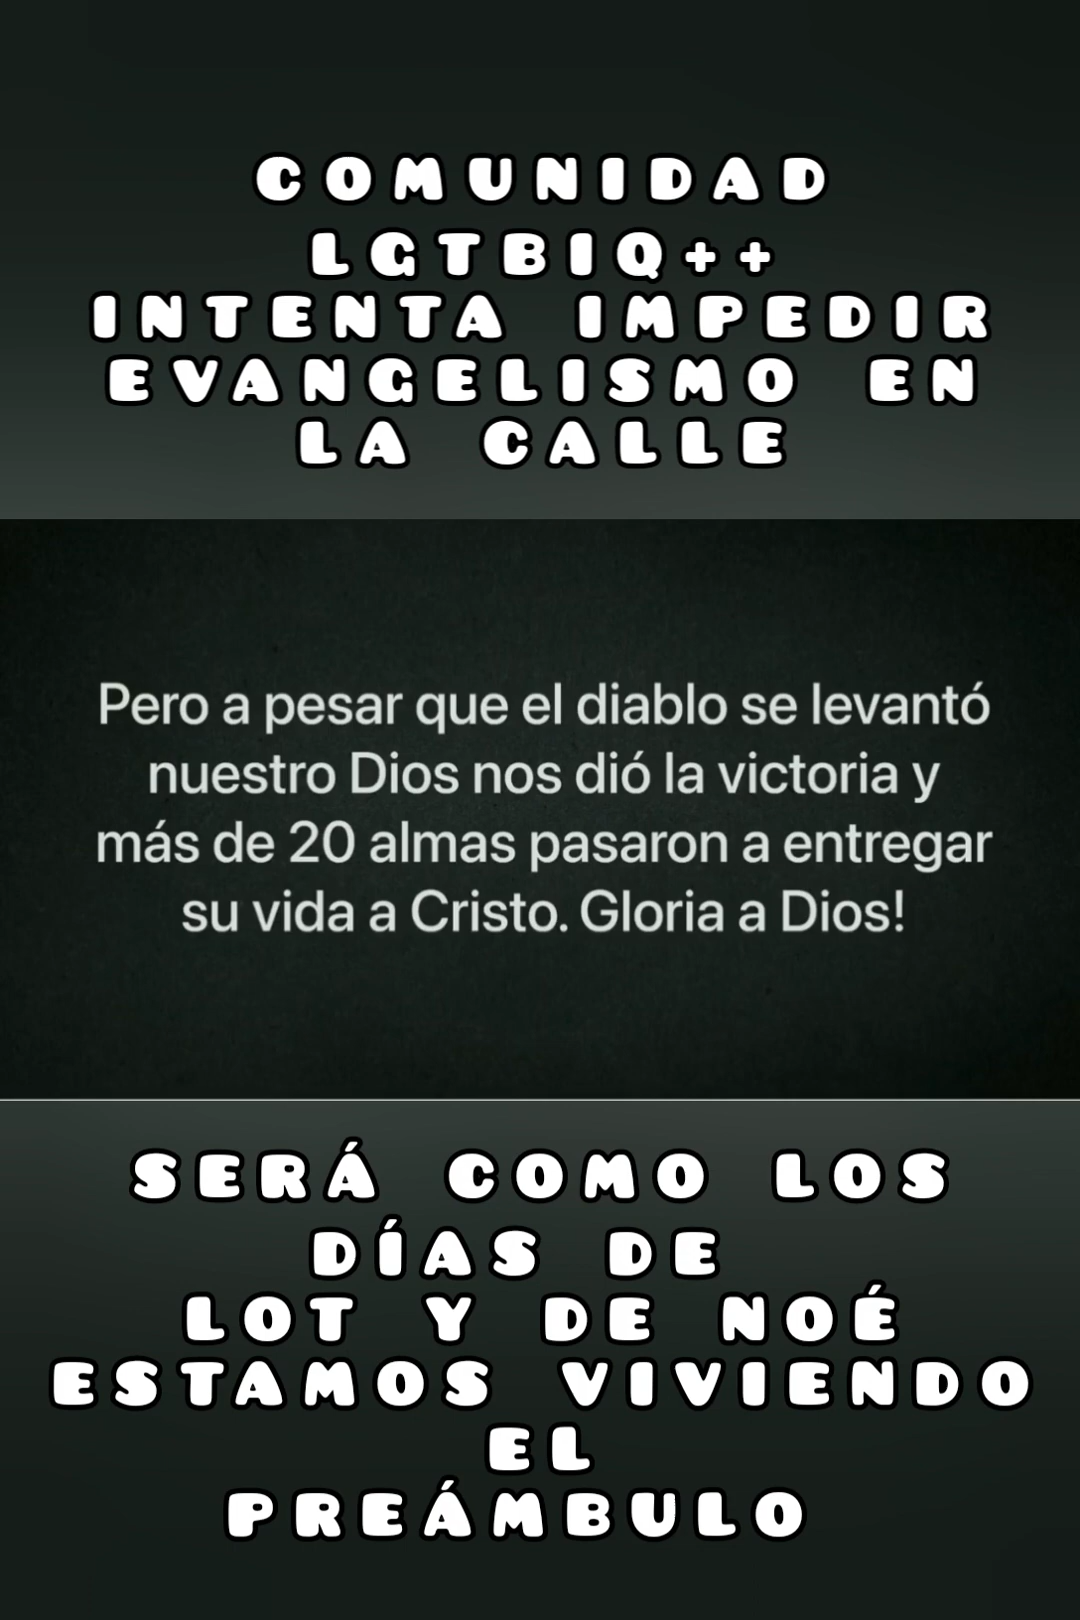 COMUNIDAD
LGTBIQ++
INTENTA IMPEDIR
EVANGELISMO EN
LA CALLE
Pero a pesar que el diablo se levantó
nuestro Dios nos dió la victoria y
más de 20 almas pasaron a entregar
su vida a Cristo. Gloria a Dios!
SERÁ COMO LOS
DÍAS DE
LOT Y DE NOÉ
ESTAMOS VIVIENDO
EL
PREÁMBULO